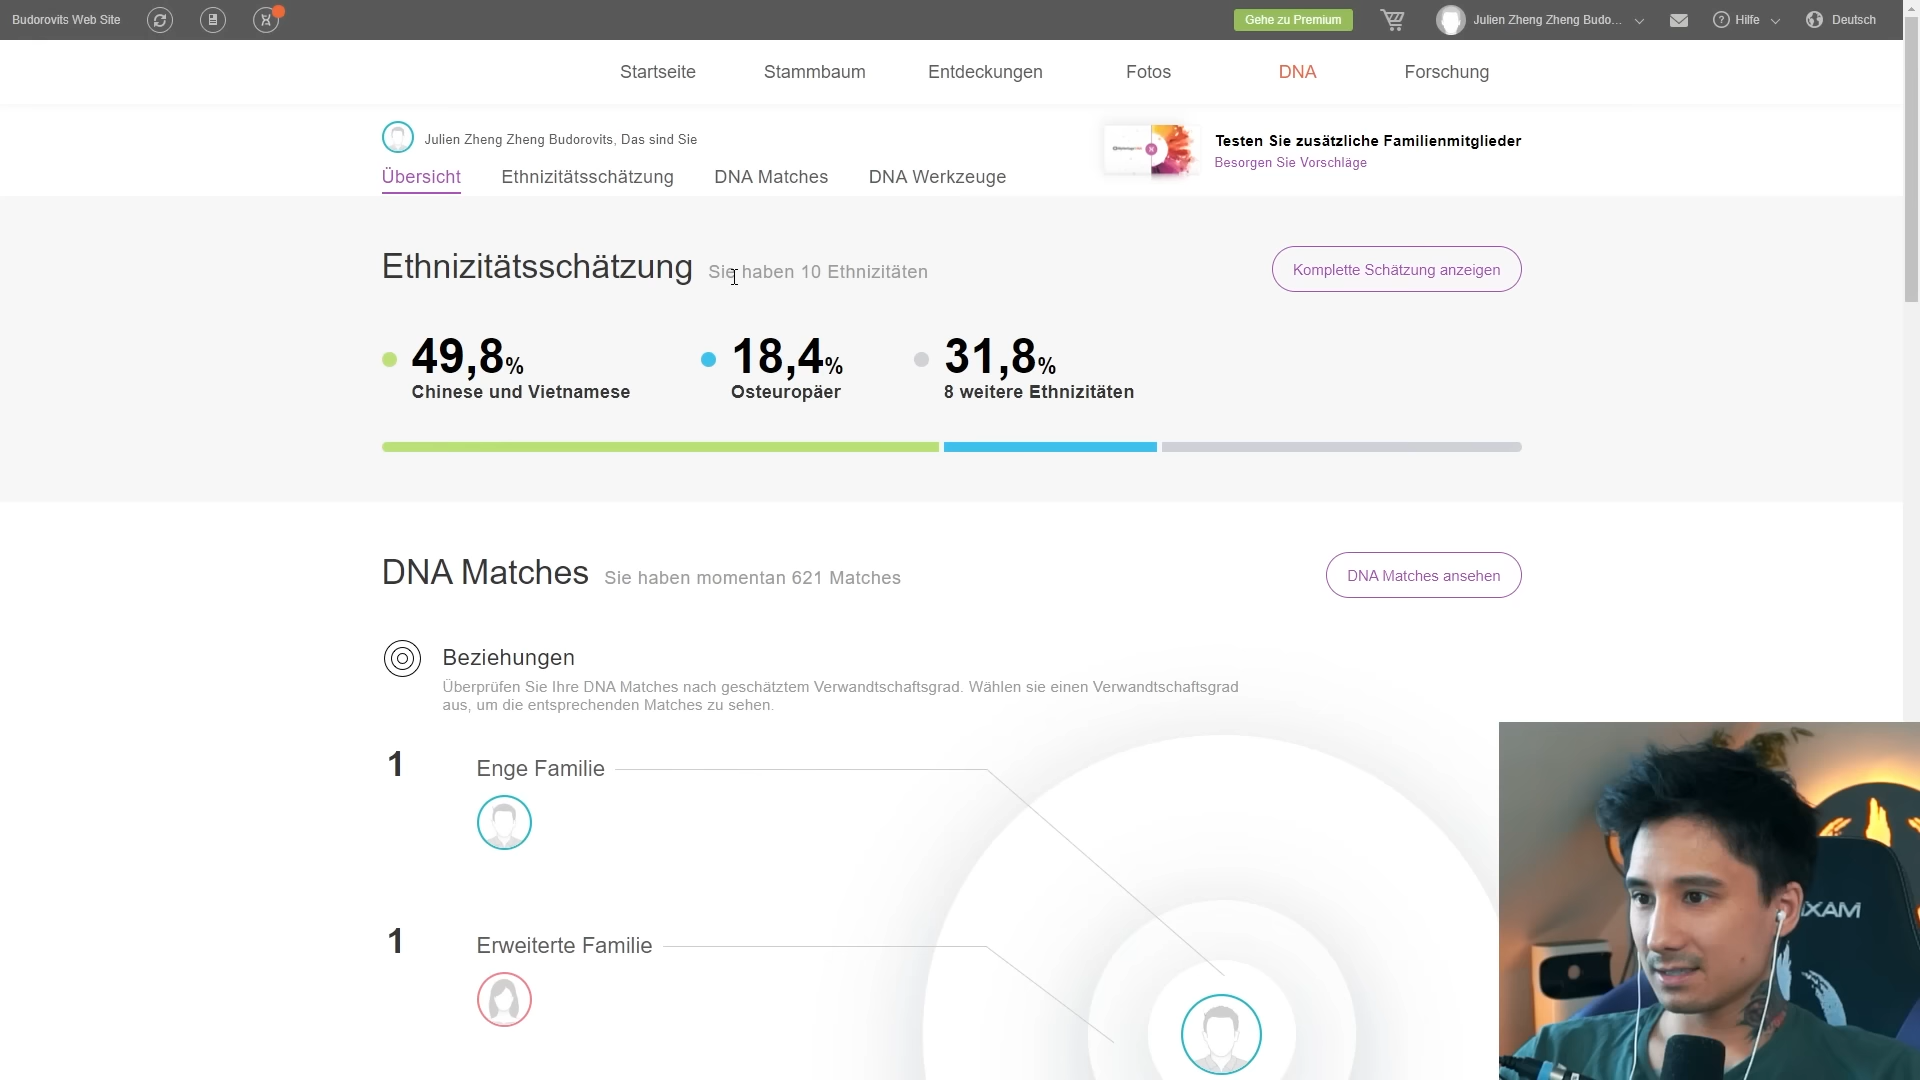 Budorovits Web Site
Gehe zu Premium
Julien Zheng Zheng Budo...
Hilfe
Deutsch
Startseite
Stammbaum
Entdeckungen
Fotos
DNA
Forschung
Julien Zheng Zheng Budorovits, Das sind Sie
Testen Sie zusätzliche Familienmitglieder
Besorgen Sie Vorschläge
Übersicht
Ethnizitätsschätzung
DNA Matches
DNA Werkzeuge
Ethnizitätsschätzung
Sie haben 10 Ethnizitäten
Komplette Schätzung anzeigen
49,8%
Chinese und Vietnamese
18,4%
Osteuropäer
31,8%
8 weitere Ethnizitäten
DNA Matches
Sie haben momentan 621 Matches
DNA Matches ansehen
Beziehungen
Überprüfen Sie Ihre DNA Matches nach geschätztem Verwandtschaftsgrad. Wählen sie einen Verwandtschaftsgrad
aus, um die entsprechenden Matches zu sehen.
1
Enge Familie
1
Erweiterte Familie
XAM